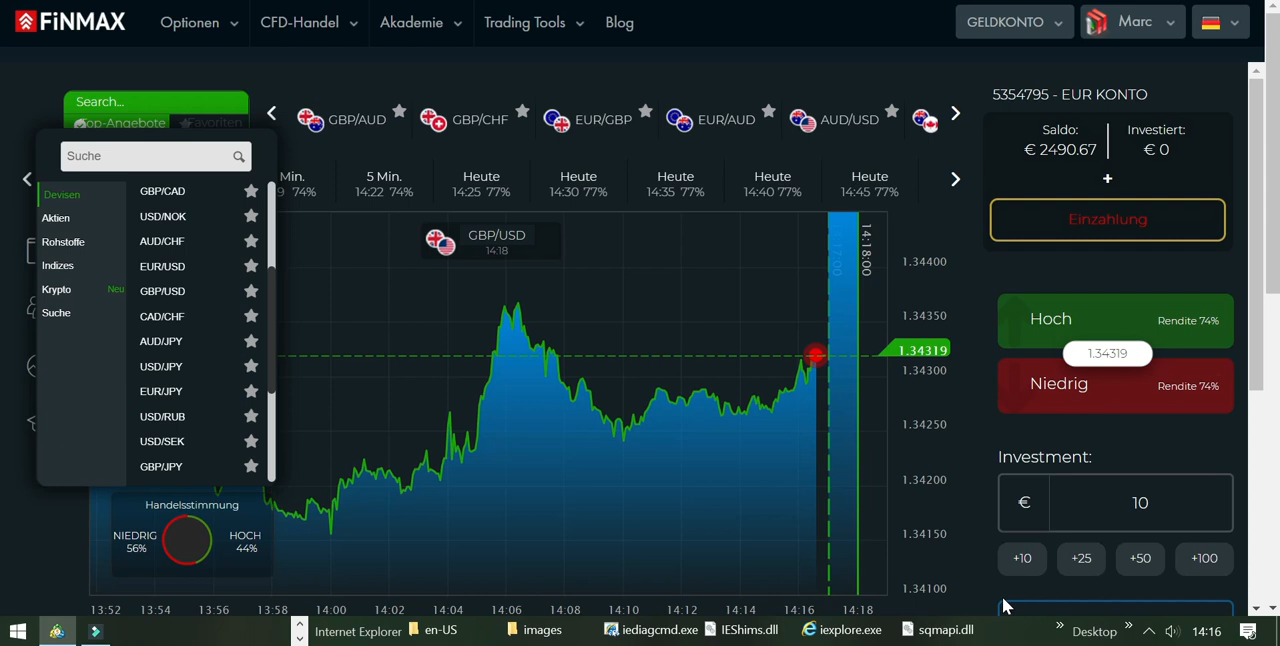 FiNMAX
Optionen
CFD-Handel
Akademie
Trading Tools
Blog
GELDKONTO
Marc
Search...
Top-Angebote
Favoriten
GBP/AUD
GBP/CHF
EUR/GBP
EUR/AUD
AUD/USD
Min.
9 74%
5 Min.
14:22 74%
Heute
14:25 77%
Heute
14:30 77%
Heute
14:35 77%
Heute
14:40 77%
Heute
14:45 77%
Suche
Devisen
Aktien
Rohstoffe
Indizes
Krypto Neu
Suche
GBP/CAD
USD/NOK
AUD/CHF
EUR/USD
GBP/USD
CAD/CHF
AUD/JPY
USD/JPY
EUR/JPY
USD/RUB
USD/SEK
GBP/JPY
GBP/USD
14:18
14:17:00
14:18:00
1.34400
1.34350
1.34319
1.34300
1.34250
1.34200
1.34150
1.34100
Handelsstimmung
NIEDRIG
56%
HOCH
44%
13:52 13:54 13:56 13:58 14:00 14:02 14:04 14:06 14:08 14:10 14:12 14:14 14:16 14:18
5354795 - EUR KONTO
Saldo:
€ 2490.67
Investiert:
€ 0
+
Einzahlung
Hoch
Rendite 74%
1.34319
Niedrig
Rendite 74%
Investment:
€ 10
+10 +25 +50 +100
Internet Explorer
en-US
images
iediagcmd.exe
IEShims.dll
iexplore.exe
sqmapi.dll
» Desktop »
14:16